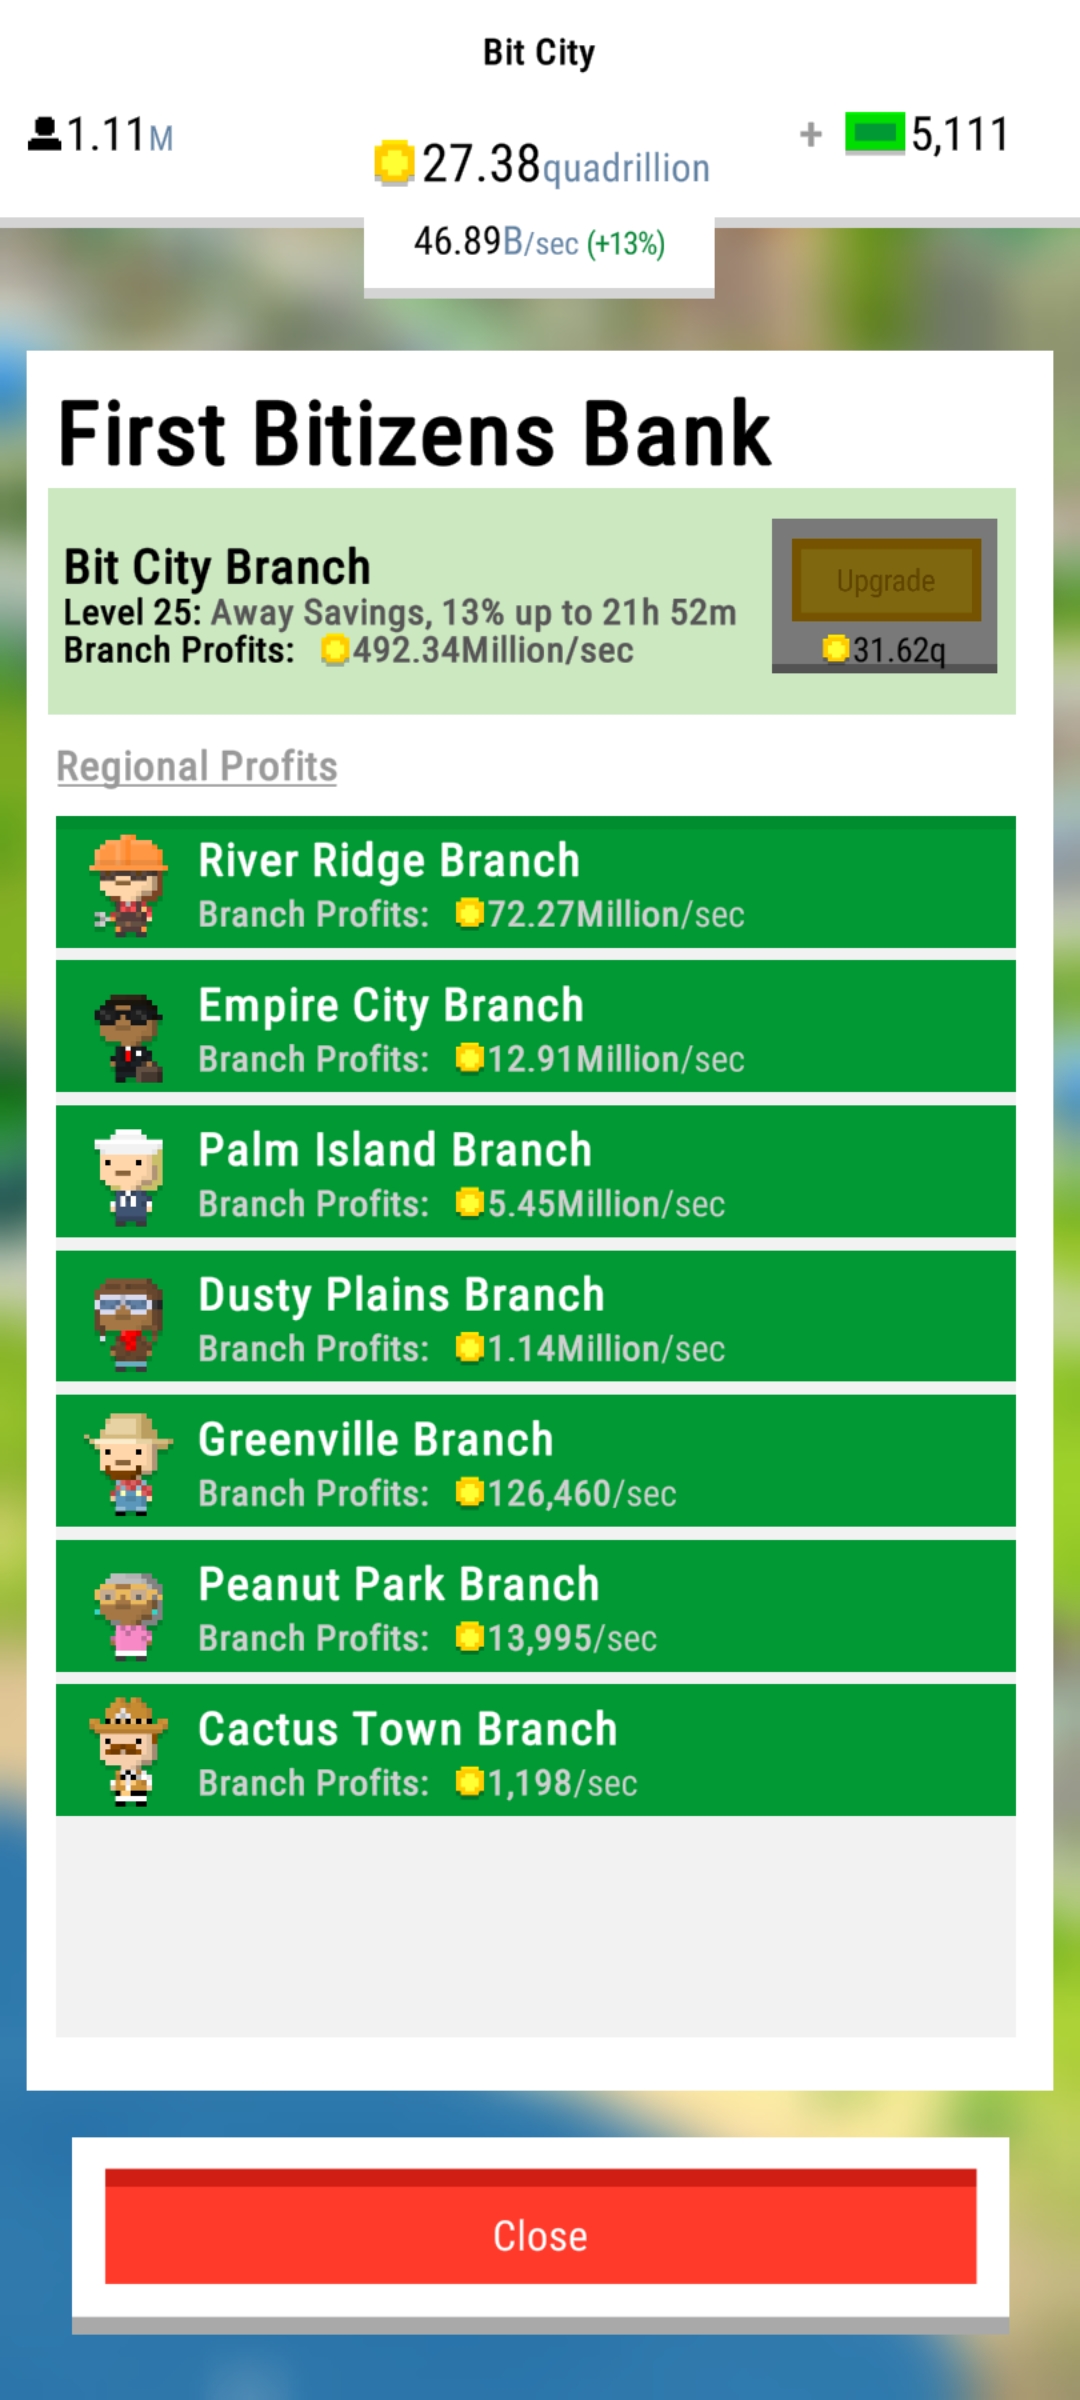 Bit City
1.11M
27.38quadrillion
+ 5,111
46.89B/sec (+13%)
First Bitizens Bank
Bit City Branch
Level 25: Away Savings, 13% up to 21h 52m
Branch Profits: 492.34Million/sec
Upgrade
31.62q
Regional Profits
River Ridge Branch
Branch Profits: 72.27Million/sec
Empire City Branch
Branch Profits: 12.91Million/sec
Palm Island Branch
Branch Profits: 5.45Million/sec
Dusty Plains Branch
Branch Profits: 1.14Million/sec
Greenville Branch
Branch Profits: 126,460/sec
Peanut Park Branch
Branch Profits: 13,995/sec
Cactus Town Branch
Branch Profits: 1,198/sec
Close